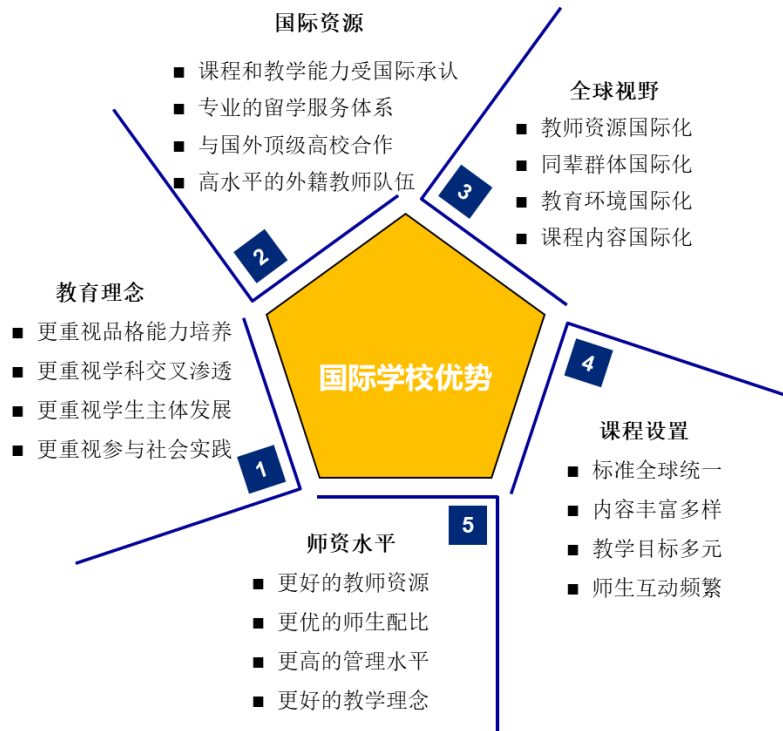 国际资源
■ 课程和教学能力受国际承认
■ 专业的留学服务体系
■ 与国外顶级高校合作
■ 高水平的外籍教师队伍
2
全球视野
■ 教师资源国际化
■ 同辈群体国际化
■ 教育环境国际化
■ 课程内容国际化
3
教育理念
■ 更重视品格能力培养
■ 更重视学科交叉渗透
■ 更重视学生主体发展
■ 更重视参与社会实践
1
国际学校优势
4
课程设置
■ 标准全球统一
■ 内容丰富多样
■ 教学目标多元
■ 师生互动频繁
5
师资水平
■ 更好的教师资源
■ 更优的师生配比
■ 更高的管理水平
■ 更好的教学理念